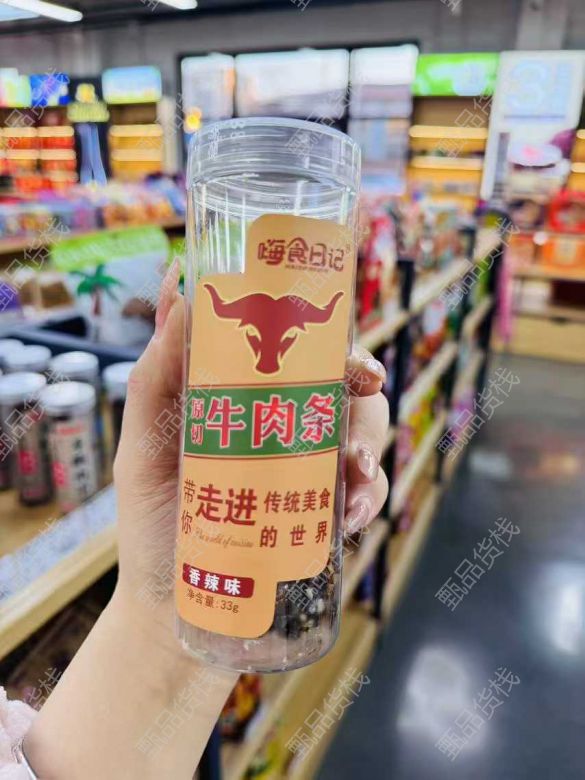 嗨食日记
原切
牛肉条
带你
走进
传统美食
的世界
The world of cuisine
香辣味
净含量:33g
甄品货栈